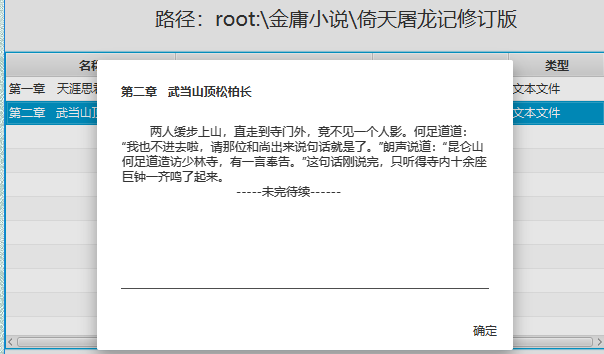 路径：root:\金庸小说\倚天屠龙记修订版
名称
类型
第一章 天涯思君
文本文件
第二章 武当山顶
文本文件
第二章 武当山顶松柏长
两人缓步上山，直走到寺门外，竟不见一个人影。何足道道：
“我也不进去啦，请那位和尚出来说句话就是了。”朗声说道：“昆仑山
何足道造访少林寺，有一言奉告。”这句话刚说完，只听得寺内十余座
巨钟一齐鸣了起来。
-----未完待续------
确定